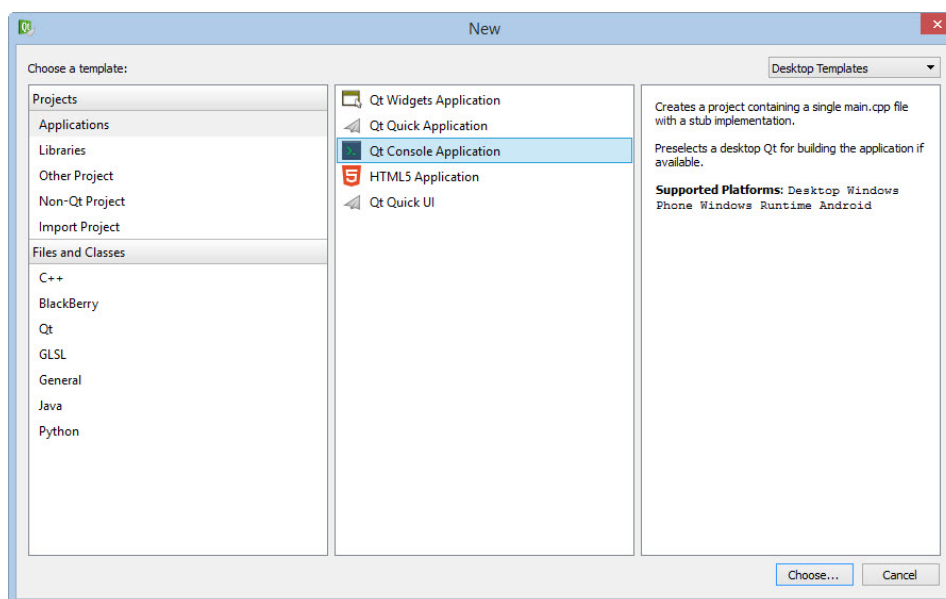 New
Choose a template:
Desktop Templates
Projects
Applications
Libraries
Other Project
Non-Qt Project
Import Project
Files and Classes
C++
BlackBerry
Qt
GLSL
General
Java
Python
Qt Widgets Application
Qt Quick Application
Qt Console Application
HTML5 Application
Qt Quick UI
Creates a project containing a single main.cpp file
with a stub implementation.
Preselects a desktop Qt for building the application if
available.
Supported Platforms: Desktop Windows
Phone Windows Runtime Android
Choose...
Cancel